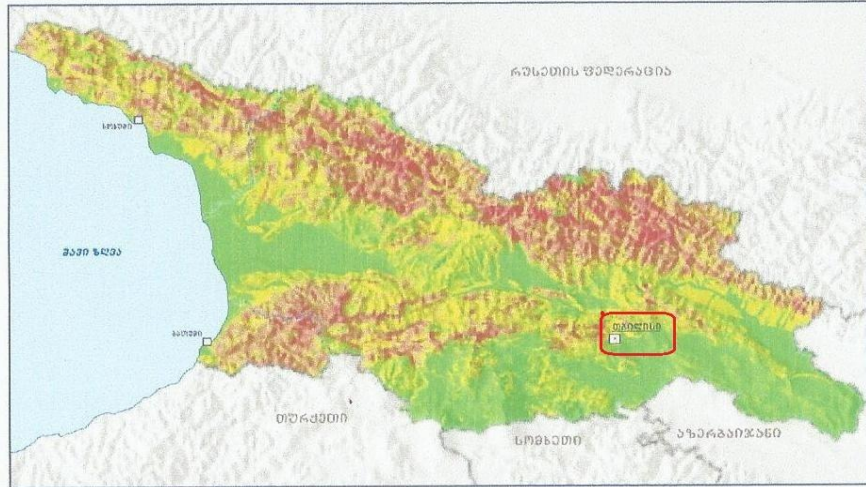 რუსეთის ფედერაცია
სოხუმი
შავი ზღვა
თბილისი
ბათუმი
თურქეთი
სომხეთი
აზერბაიჯანი